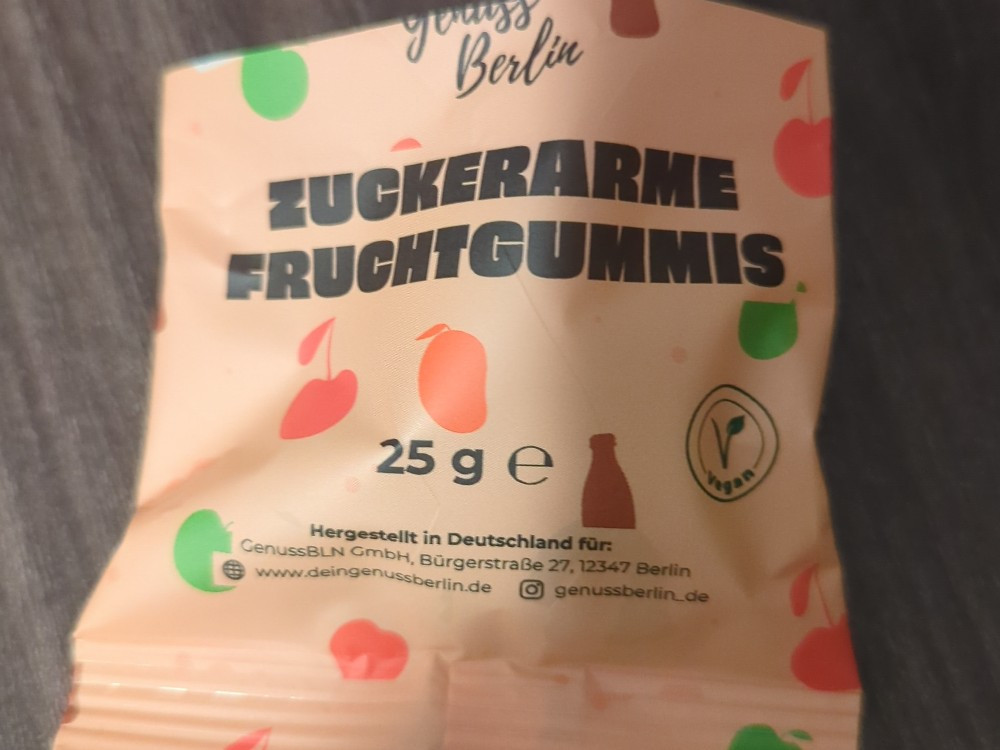 Genuss
Berlin
ZUCKERARME
FRUCHTGUMMIS
25 g ℮
Vegan
Hergestellt in Deutschland für:
GenussBLN GmbH, Bürgerstraße 27, 12347 Berlin
www.deingenussberlin.de genussberlin_de